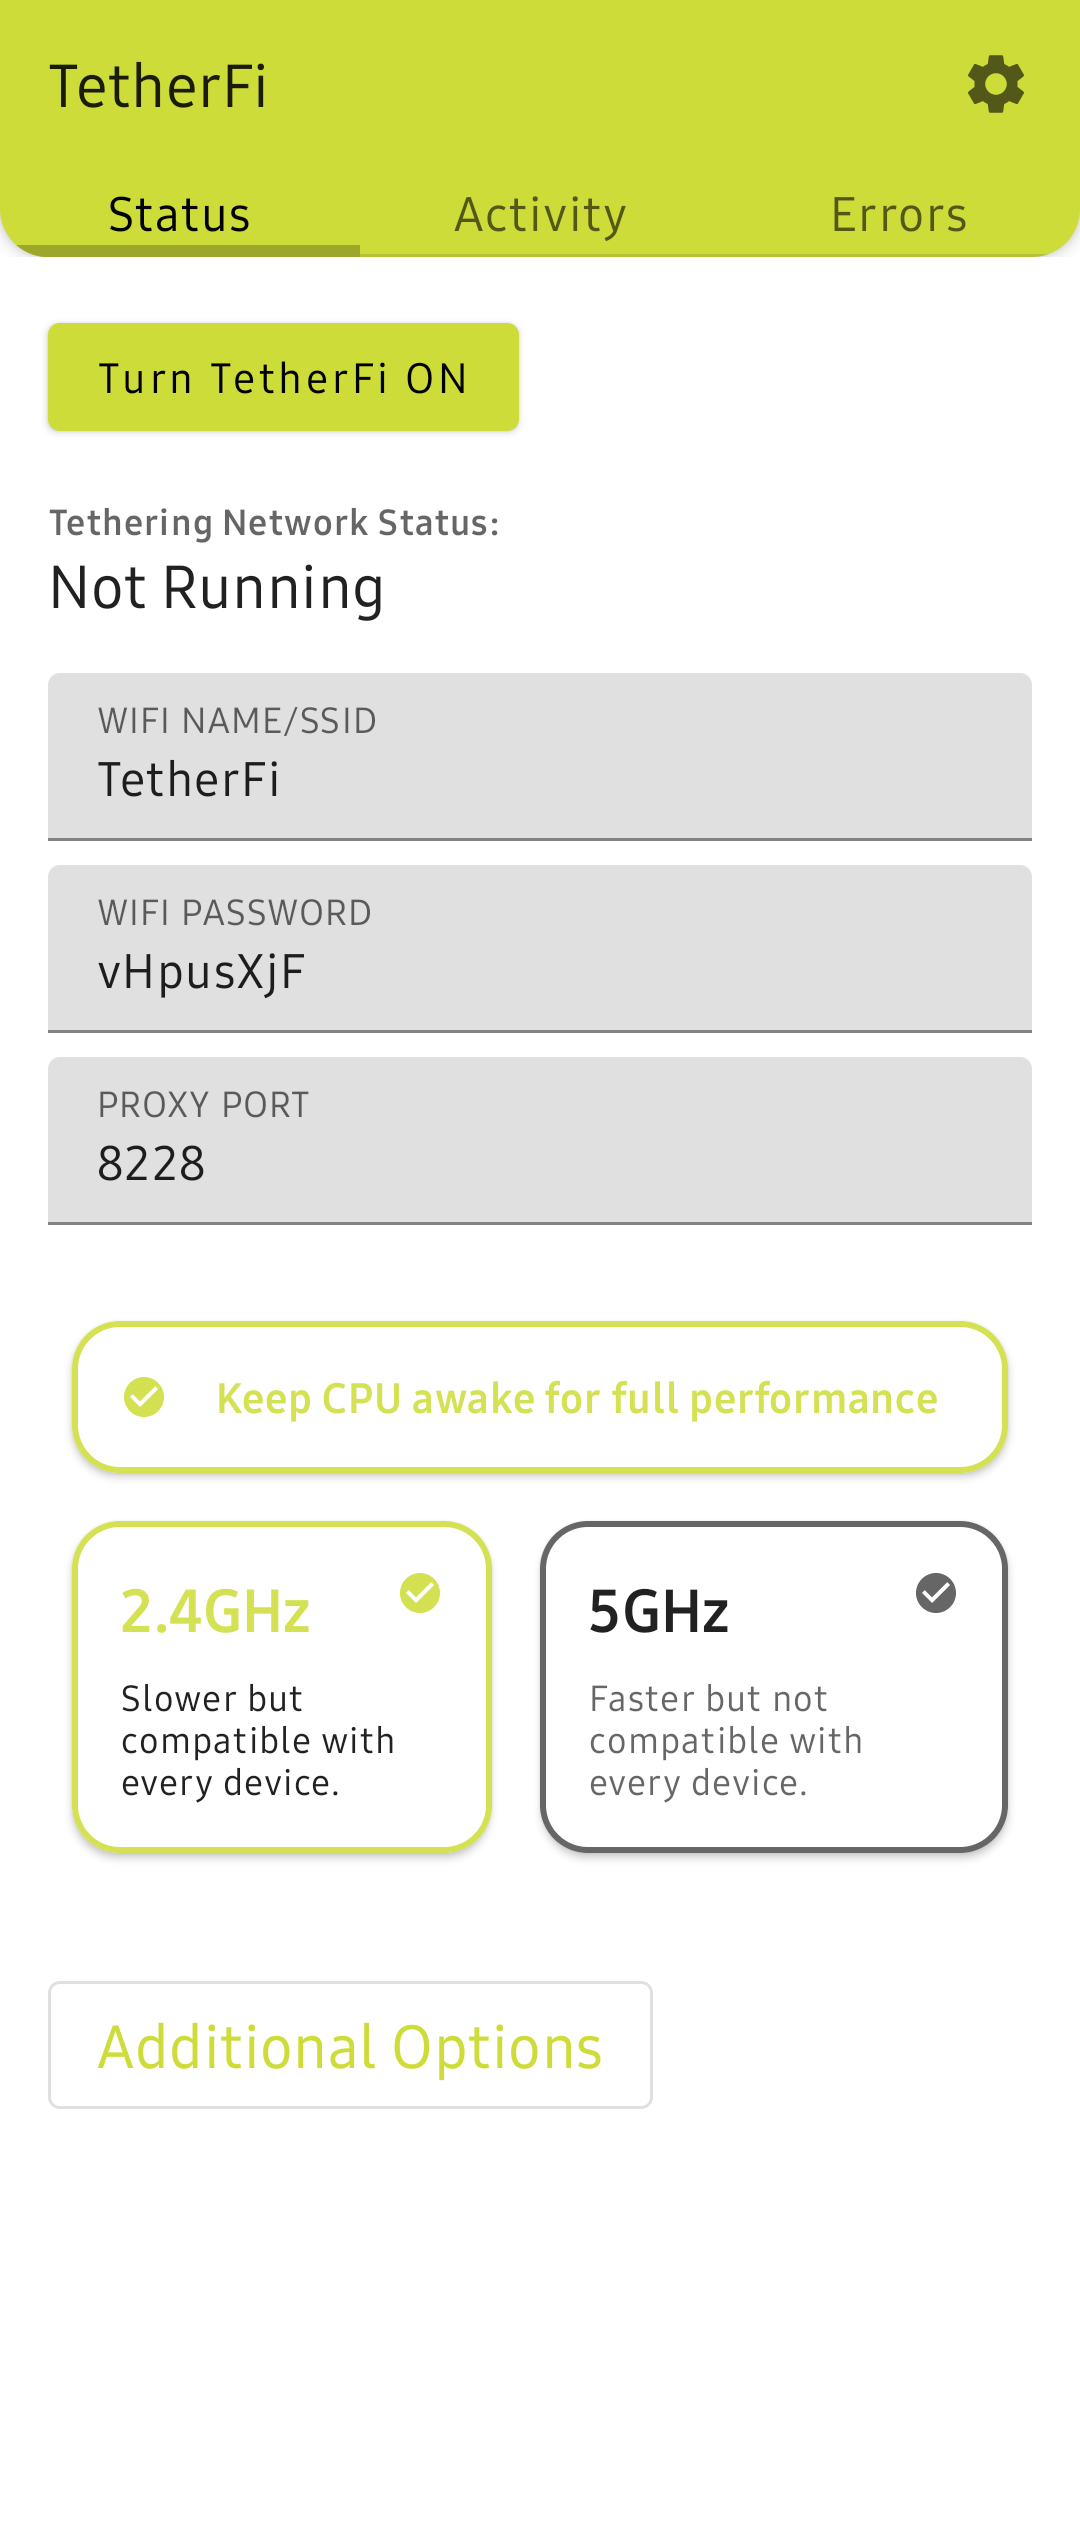 TetherFi
Status
Activity
Errors
Turn TetherFi ON
Tethering Network Status:
Not Running
WIFI NAME/SSID
TetherFi
WIFI PASSWORD
vHpusXjF
PROXY PORT
8228
Keep CPU awake for full performance
2.4GHz
Slower but
compatible with
every device.
5GHz
Faster but not
compatible with
every device.
Additional Options